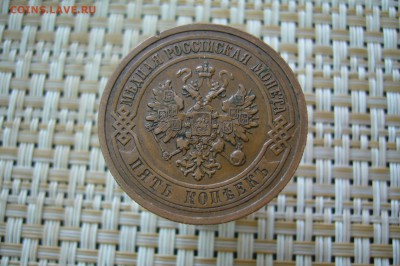 COINS.LAVE.RU
МѢДНАЯ РОССІЙСКАЯ МОНЕТА
ПЯТЬ КОПѢЕКЪ